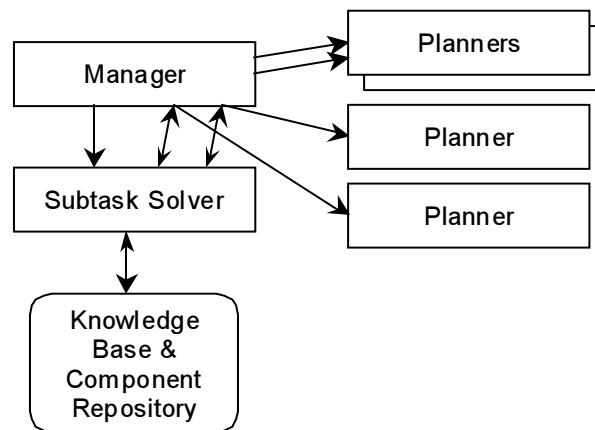 Manager
Planners
Planner
Subtask Solver
Planner
Knowledge
Base &
Component
Repository